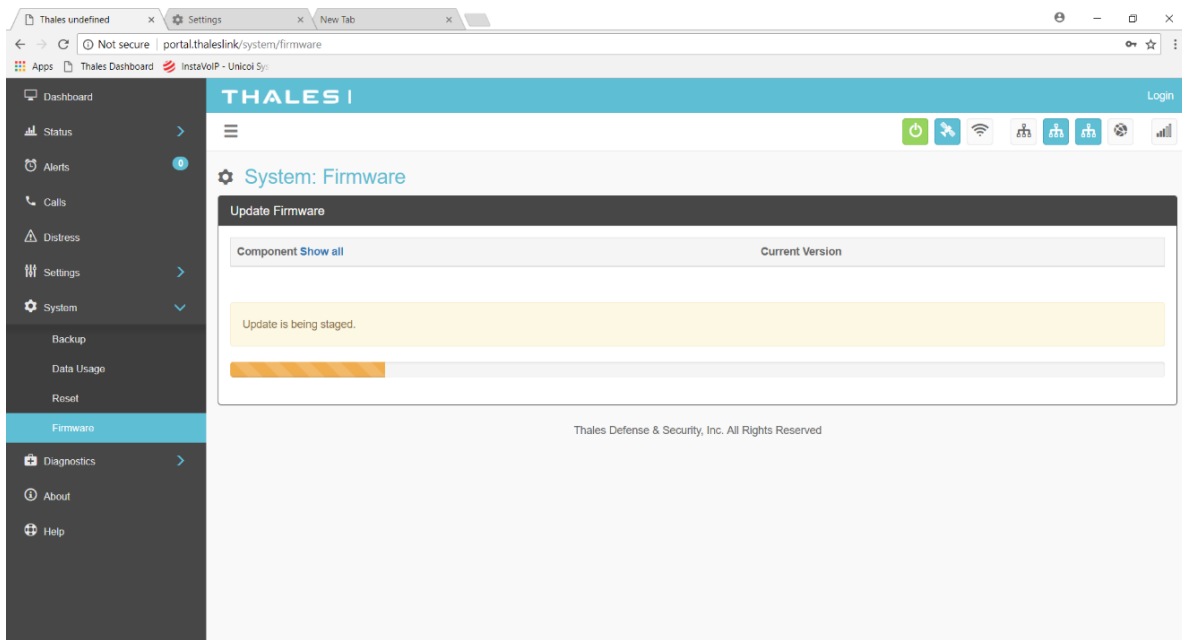 Thales undefined
Settings
New Tab
Not secure | portal.thaleslink/system/firmware
Apps Thales Dashboard InstaVoIP - Unicoi Sy
Dashboard
THALES
Login
Status
Alerts 0
System: Firmware
Calls
Update Firmware
Distress
Component Show all Current Version
Settings
System
Update is being staged.
Backup
Data Usage
Reset
Firmware
Thales Defense & Security, Inc. All Rights Reserved
Diagnostics
About
Help